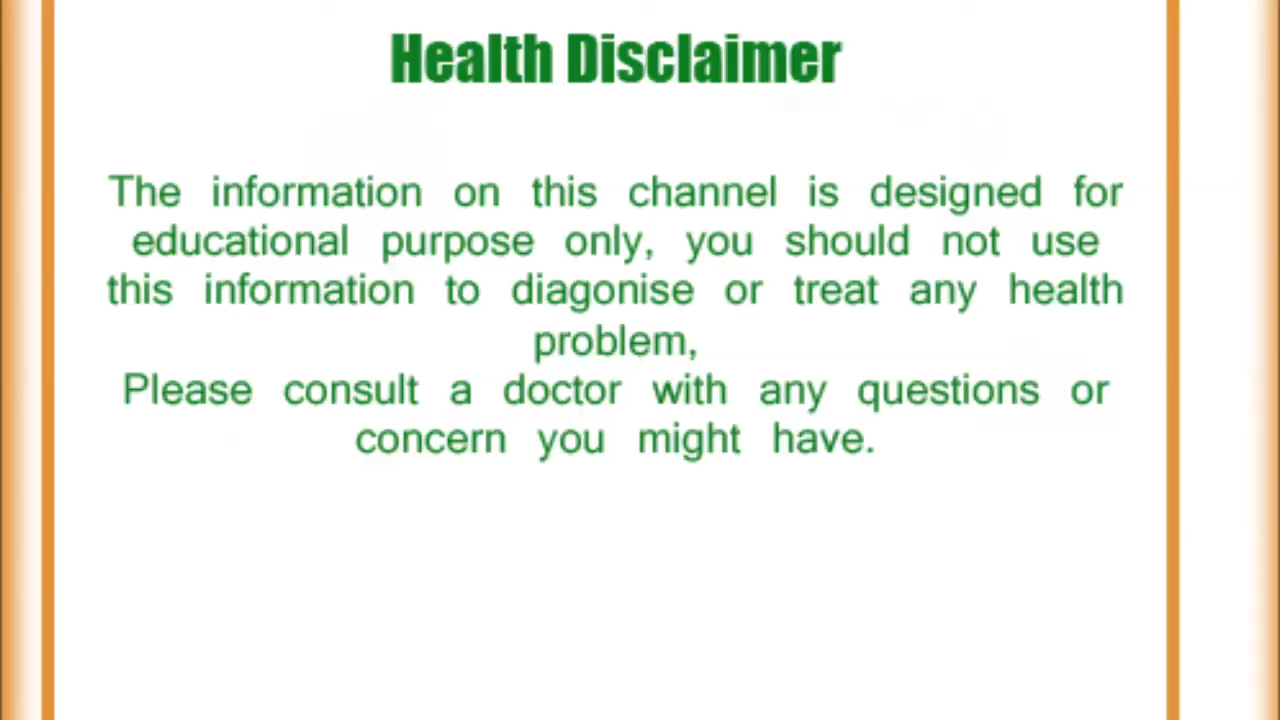 Health Disclaimer
The information on this channel is designed for
educational purpose only, you should not use
this information to diagonise or treat any health
problem,
Please consult a doctor with any questions or
concern you might have.